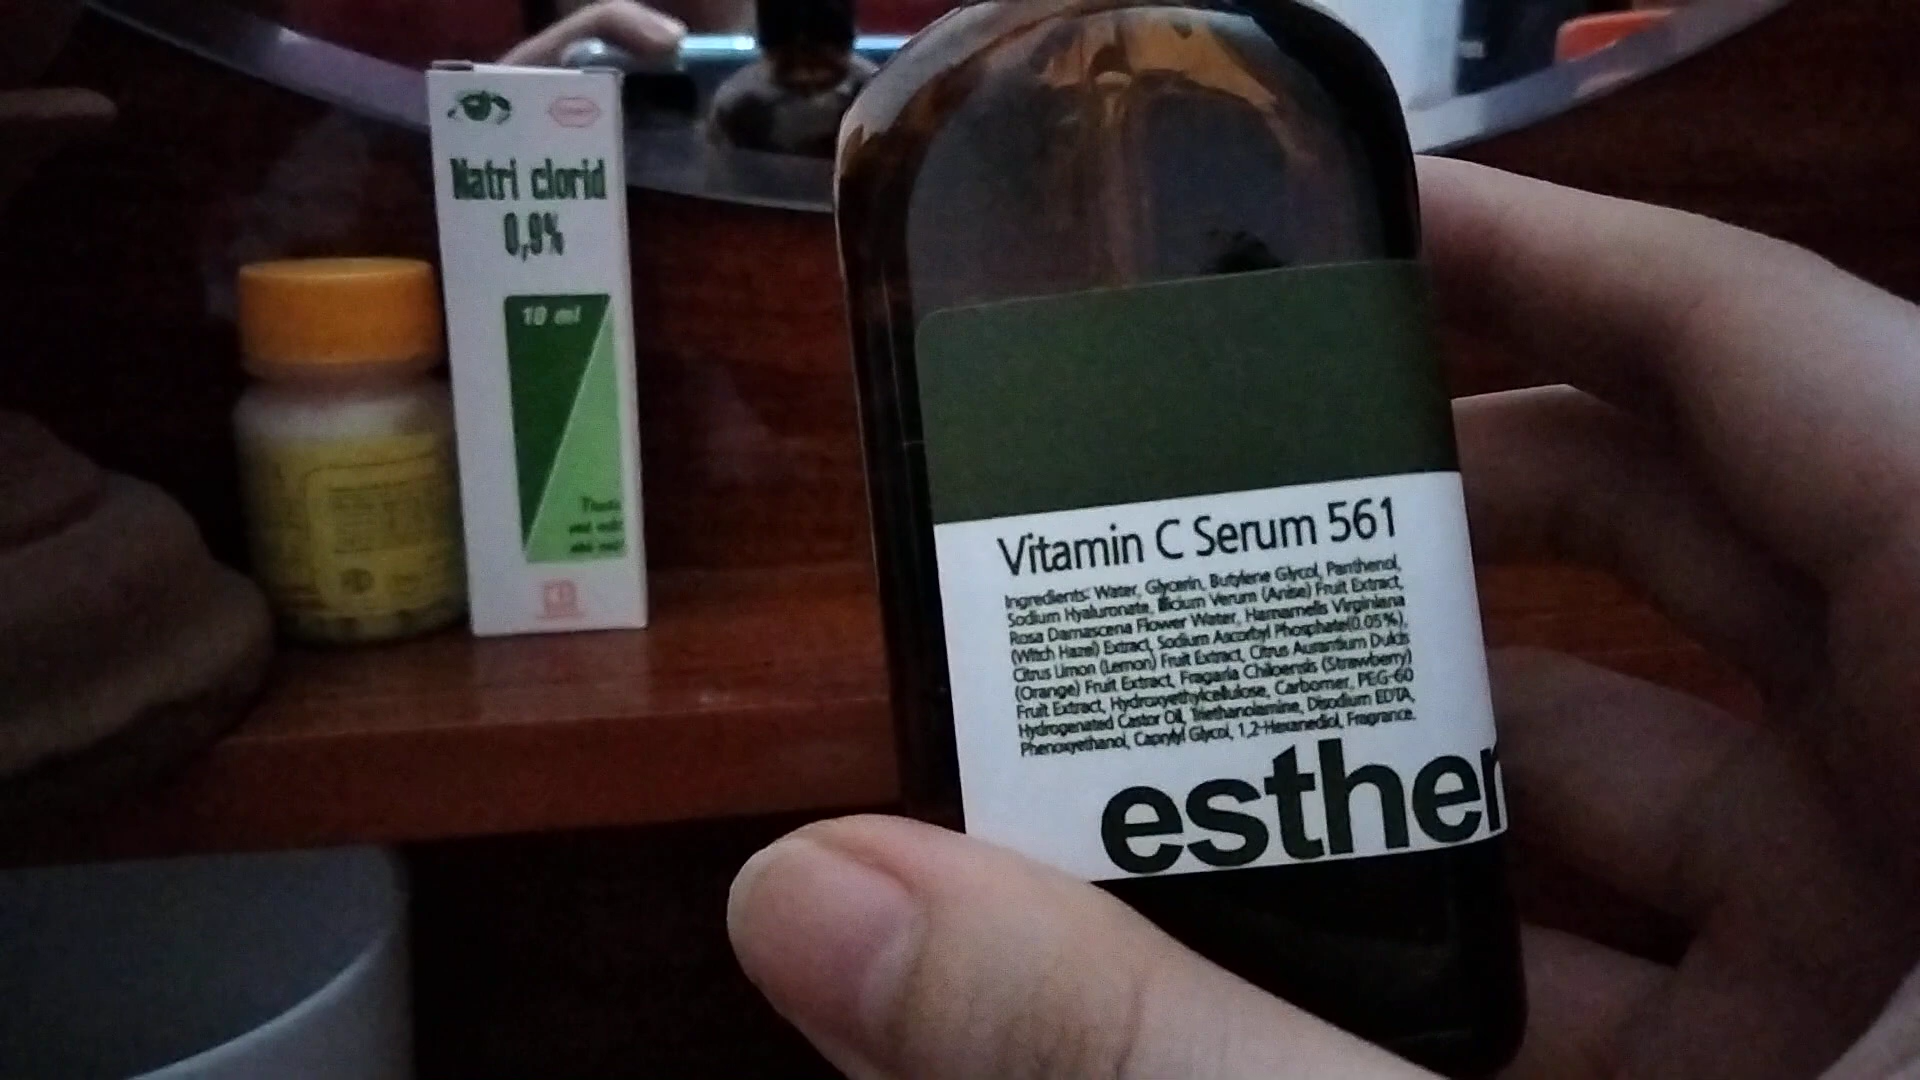 Natri clorid
0,9%
10 ml
Vitamin C Serum 561
Ingredients: Water, Glycerin, Butylene Glycol, Panthenol,
Sodium Hyaluronate, Illicium Verum (Anise) Fruit Extract,
Rosa Damascena Flower Water, Hamamelis Virginiana
(Witch Hazel) Extract, Sodium Ascorbyl Phosphate(0.05%),
Citrus Limon (Lemon) Fruit Extract, Citrus Aurantium Dulcis
(Orange) Fruit Extract, Fragaria Chiloensis (Strawberry)
Fruit Extract, Hydroxyethylcellulose, Carbomer, PEG-60
Hydrogenated Castor Oil, Triethanolamine, Disodium EDTA,
Phenoxyethanol, Caprylyl Glycol, 1,2-Hexanediol, Fragrance.
esther